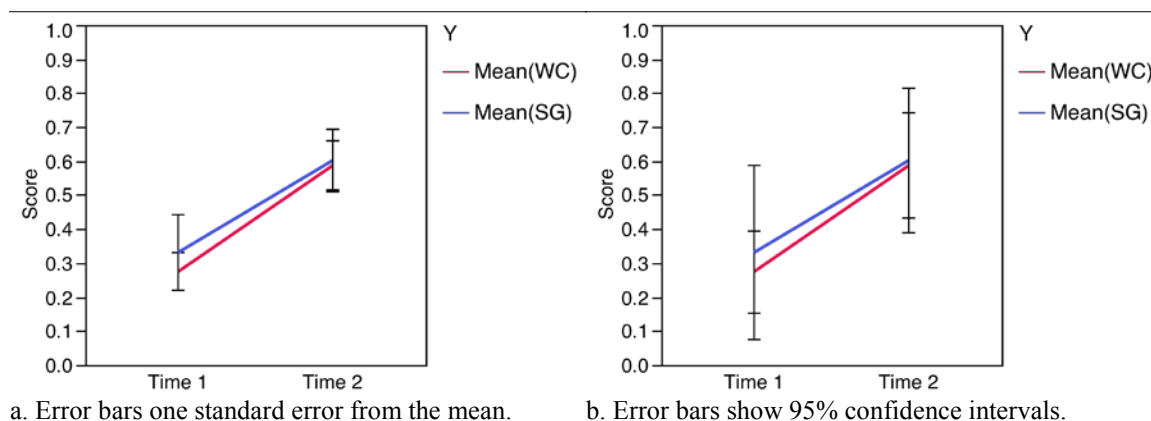 1.0
0.9
0.8
0.7
0.6
0.5
0.4
0.3
0.2
0.1
0.0
Score
Time 1 Time 2
Y
Mean(WC)
Mean(SG)
a. Error bars one standard error from the mean.
1.0
0.9
0.8
0.7
0.6
0.5
0.4
0.3
0.2
0.1
0.0
Score
Time 1 Time 2
Y
Mean(WC)
Mean(SG)
b. Error bars show 95% confidence intervals.